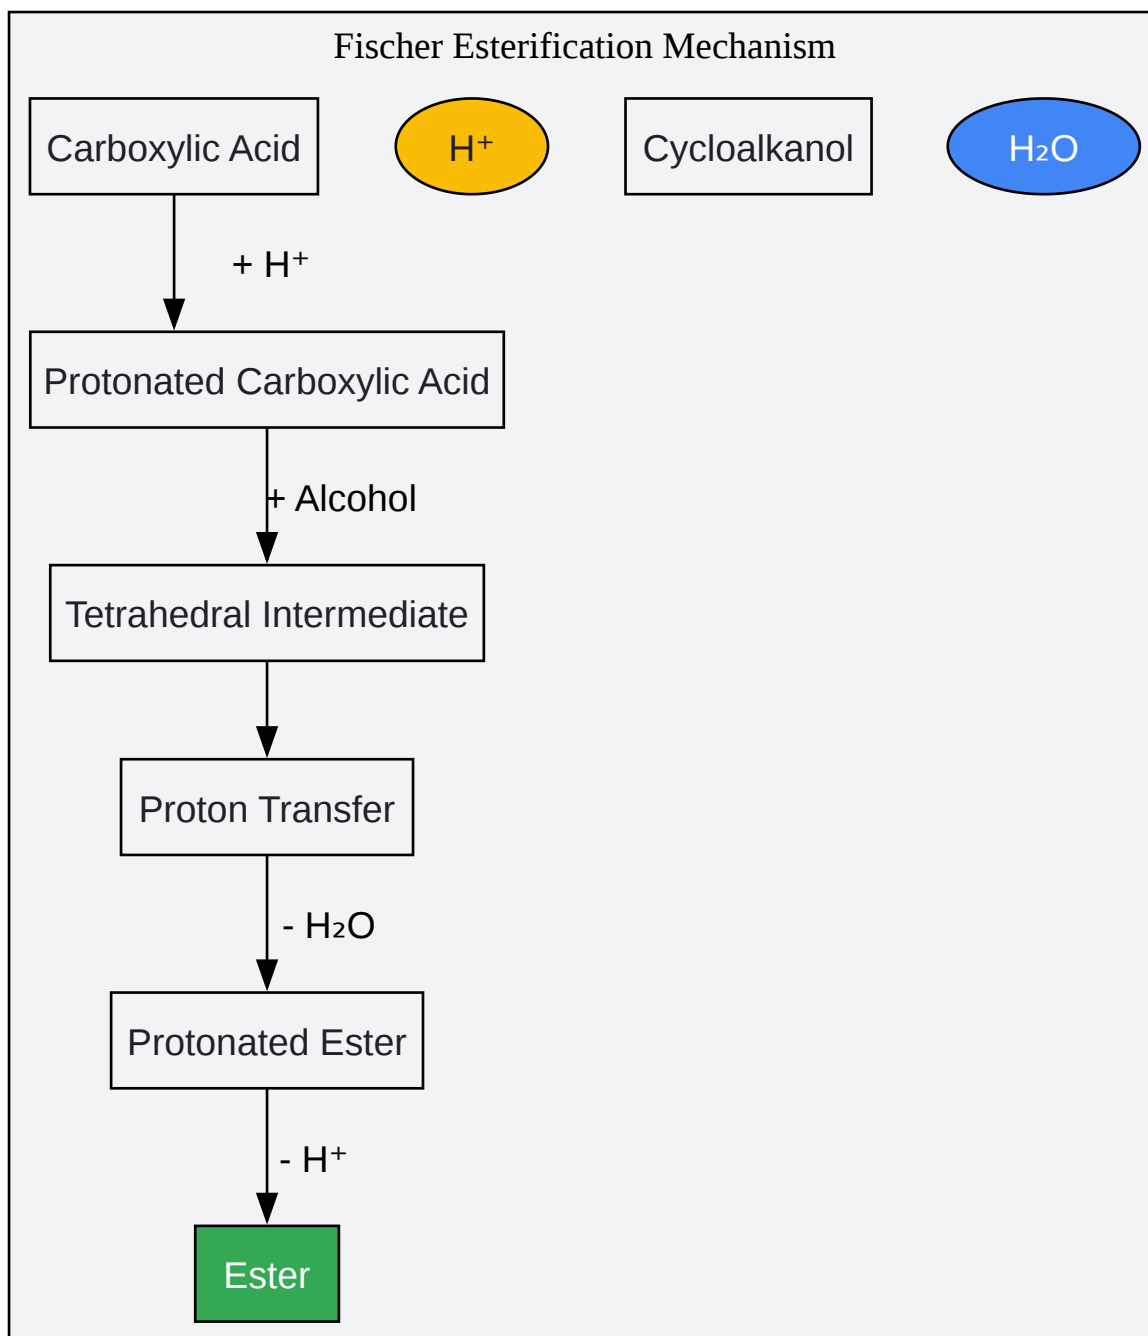 Fischer Esterification Mechanism
Carboxylic Acid
H⁺
Cycloalkanol
H₂O
+ H⁺
Protonated Carboxylic Acid
+ Alcohol
Tetrahedral Intermediate
Proton Transfer
- H₂O
Protonated Ester
- H⁺
Ester